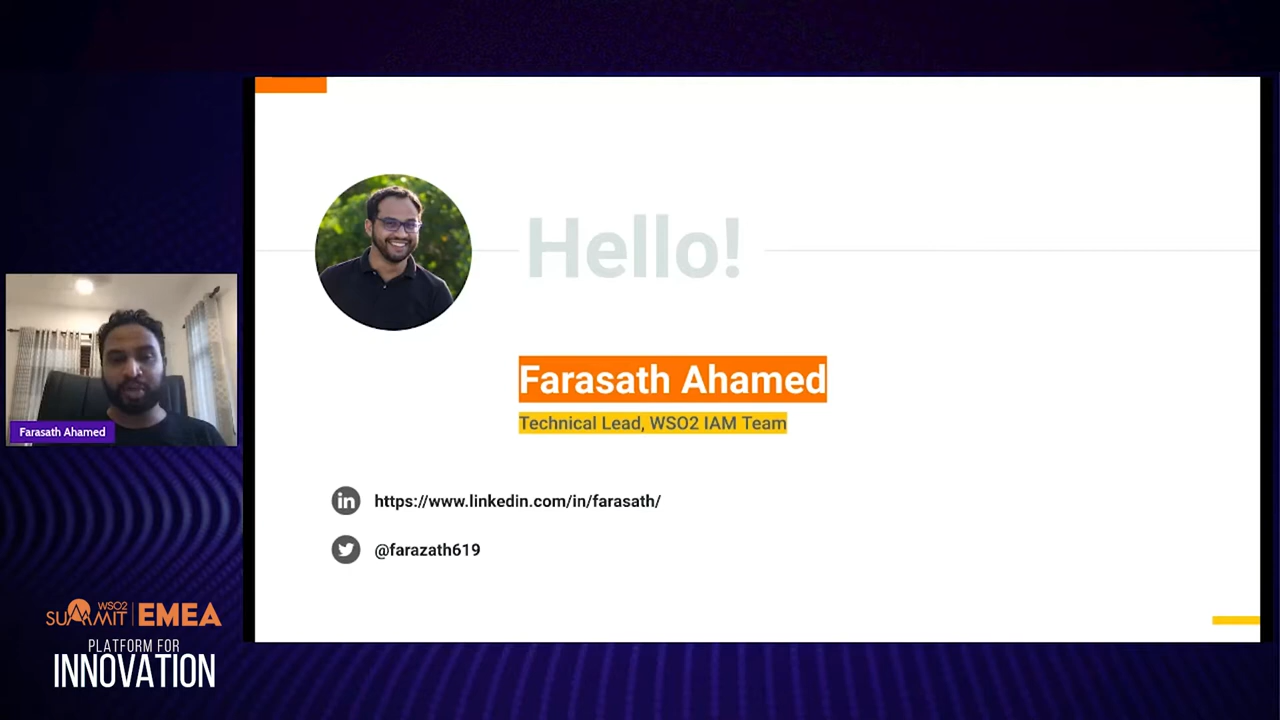 Hello!
Farasath Ahamed
Technical Lead, WSO2 IAM Team
in
https://www.linkedin.com/in/farasath/
@farazath619
Farasath Ahamed
WSO2
SUMMIT
EMEA
PLATFORM FOR
INNOVATION